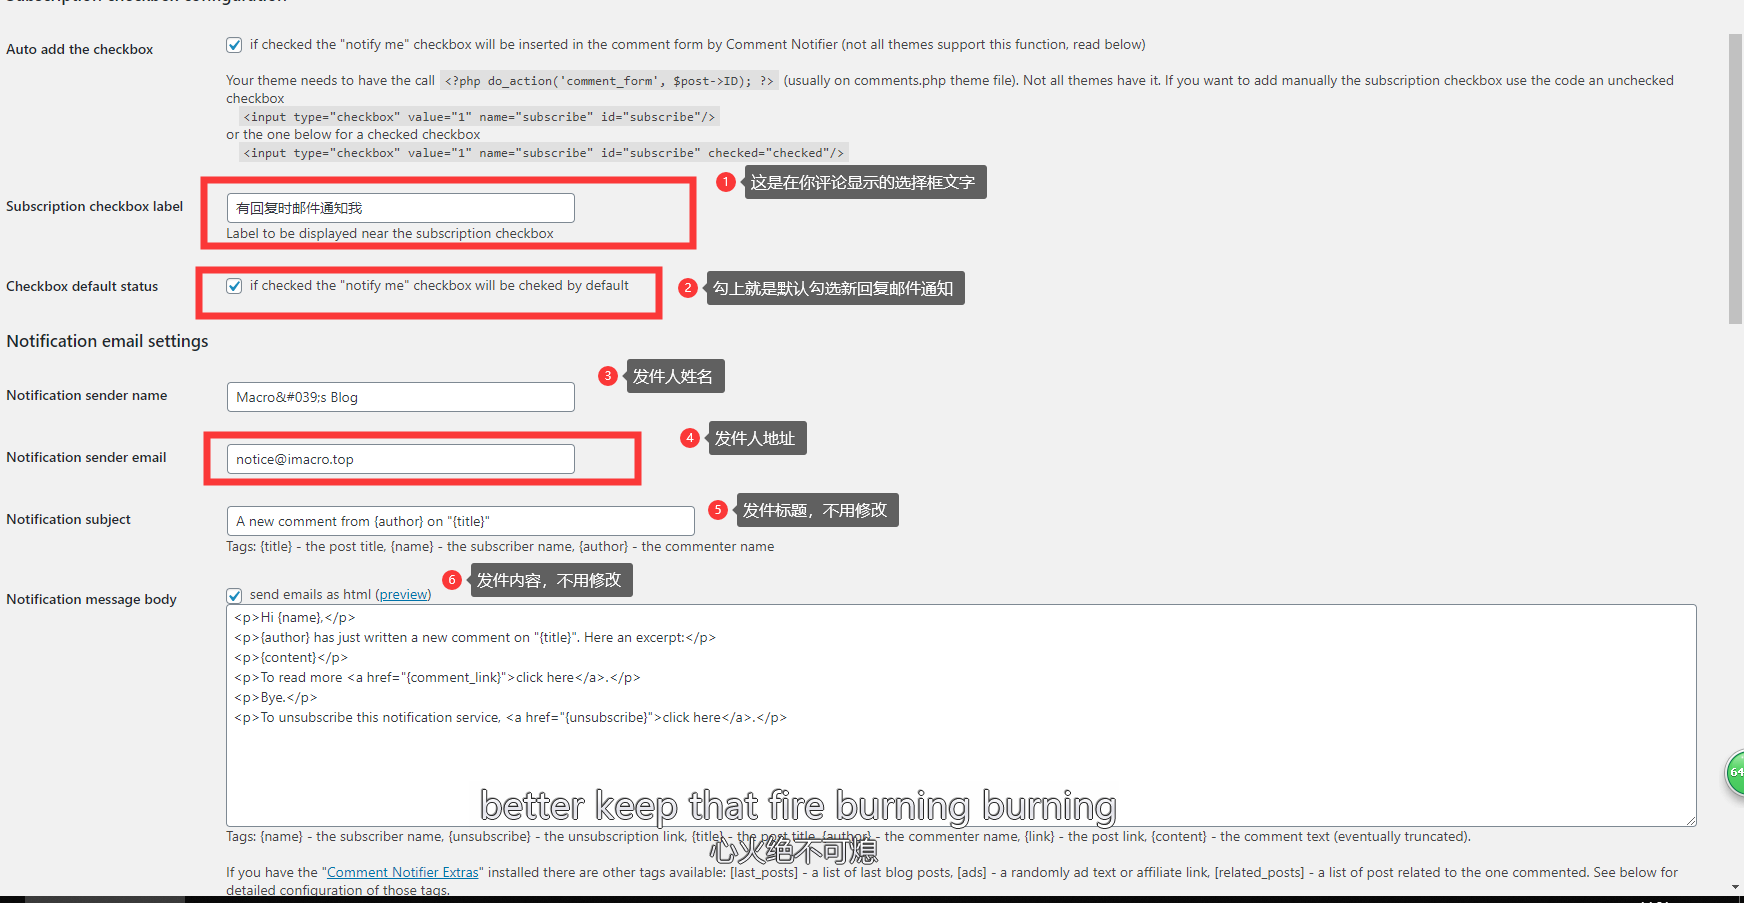 Subscription checkbox configuration
Auto add the checkbox
if checked the "notify me" checkbox will be inserted in the comment form by Comment Notifier (not all themes support this function, read below)
Your theme needs to have the call <?php do_action('comment_form', $post->ID); ?> (usually on comments.php theme file). Not all themes have it. If you want to add manually the subscription checkbox use the code an unchecked
checkbox
<input type="checkbox" value="1" name="subscribe" id="subscribe"/>
or the one below for a checked checkbox
<input type="checkbox" value="1" name="subscribe" id="subscribe" checked="checked"/>
1 这是在你评论显示的选择框文字
Subscription checkbox label
有回复时邮件通知我
Label to be displayed near the subscription checkbox
Checkbox default status
if checked the "notify me" checkbox will be cheked by default
2 勾上就是默认勾选新回复邮件通知
Notification email settings
3 发件人姓名
Notification sender name
Macro&#039;s Blog
4 发件人地址
Notification sender email
notice@imacro.top
5 发件标题，不用修改
Notification subject
A new comment from {author} on "{title}"
Tags: {title} - the post title, {name} - the subscriber name, {author} - the commenter name
6 发件内容，不用修改
Notification message body
send emails as html (preview)
<p>Hi {name},</p>
<p>{author} has just written a new comment on "{title}". Here an excerpt:</p>
<p>{content}</p>
<p>To read more <a href="{comment_link}">click here</a>.</p>
<p>Bye.</p>
<p>To unsubscribe this notification service, <a href="{unsubscribe}">click here</a>.</p>
64
better keep that fire burning burning
Tags: {name} - the subscriber name, {unsubscribe} - the unsubscription link, {title} - the post title, {author} - the commenter name, {link} - the post link, {content} - the comment text (eventually truncated).
心火绝不可熄
If you have the "Comment Notifier Extras" installed there are other tags available: [last_posts] - a list of last blog posts, [ads] - a randomly ad text or affiliate link, [related_posts] - a list of post related to the one commented. See below for
detailed configuration of those tags.